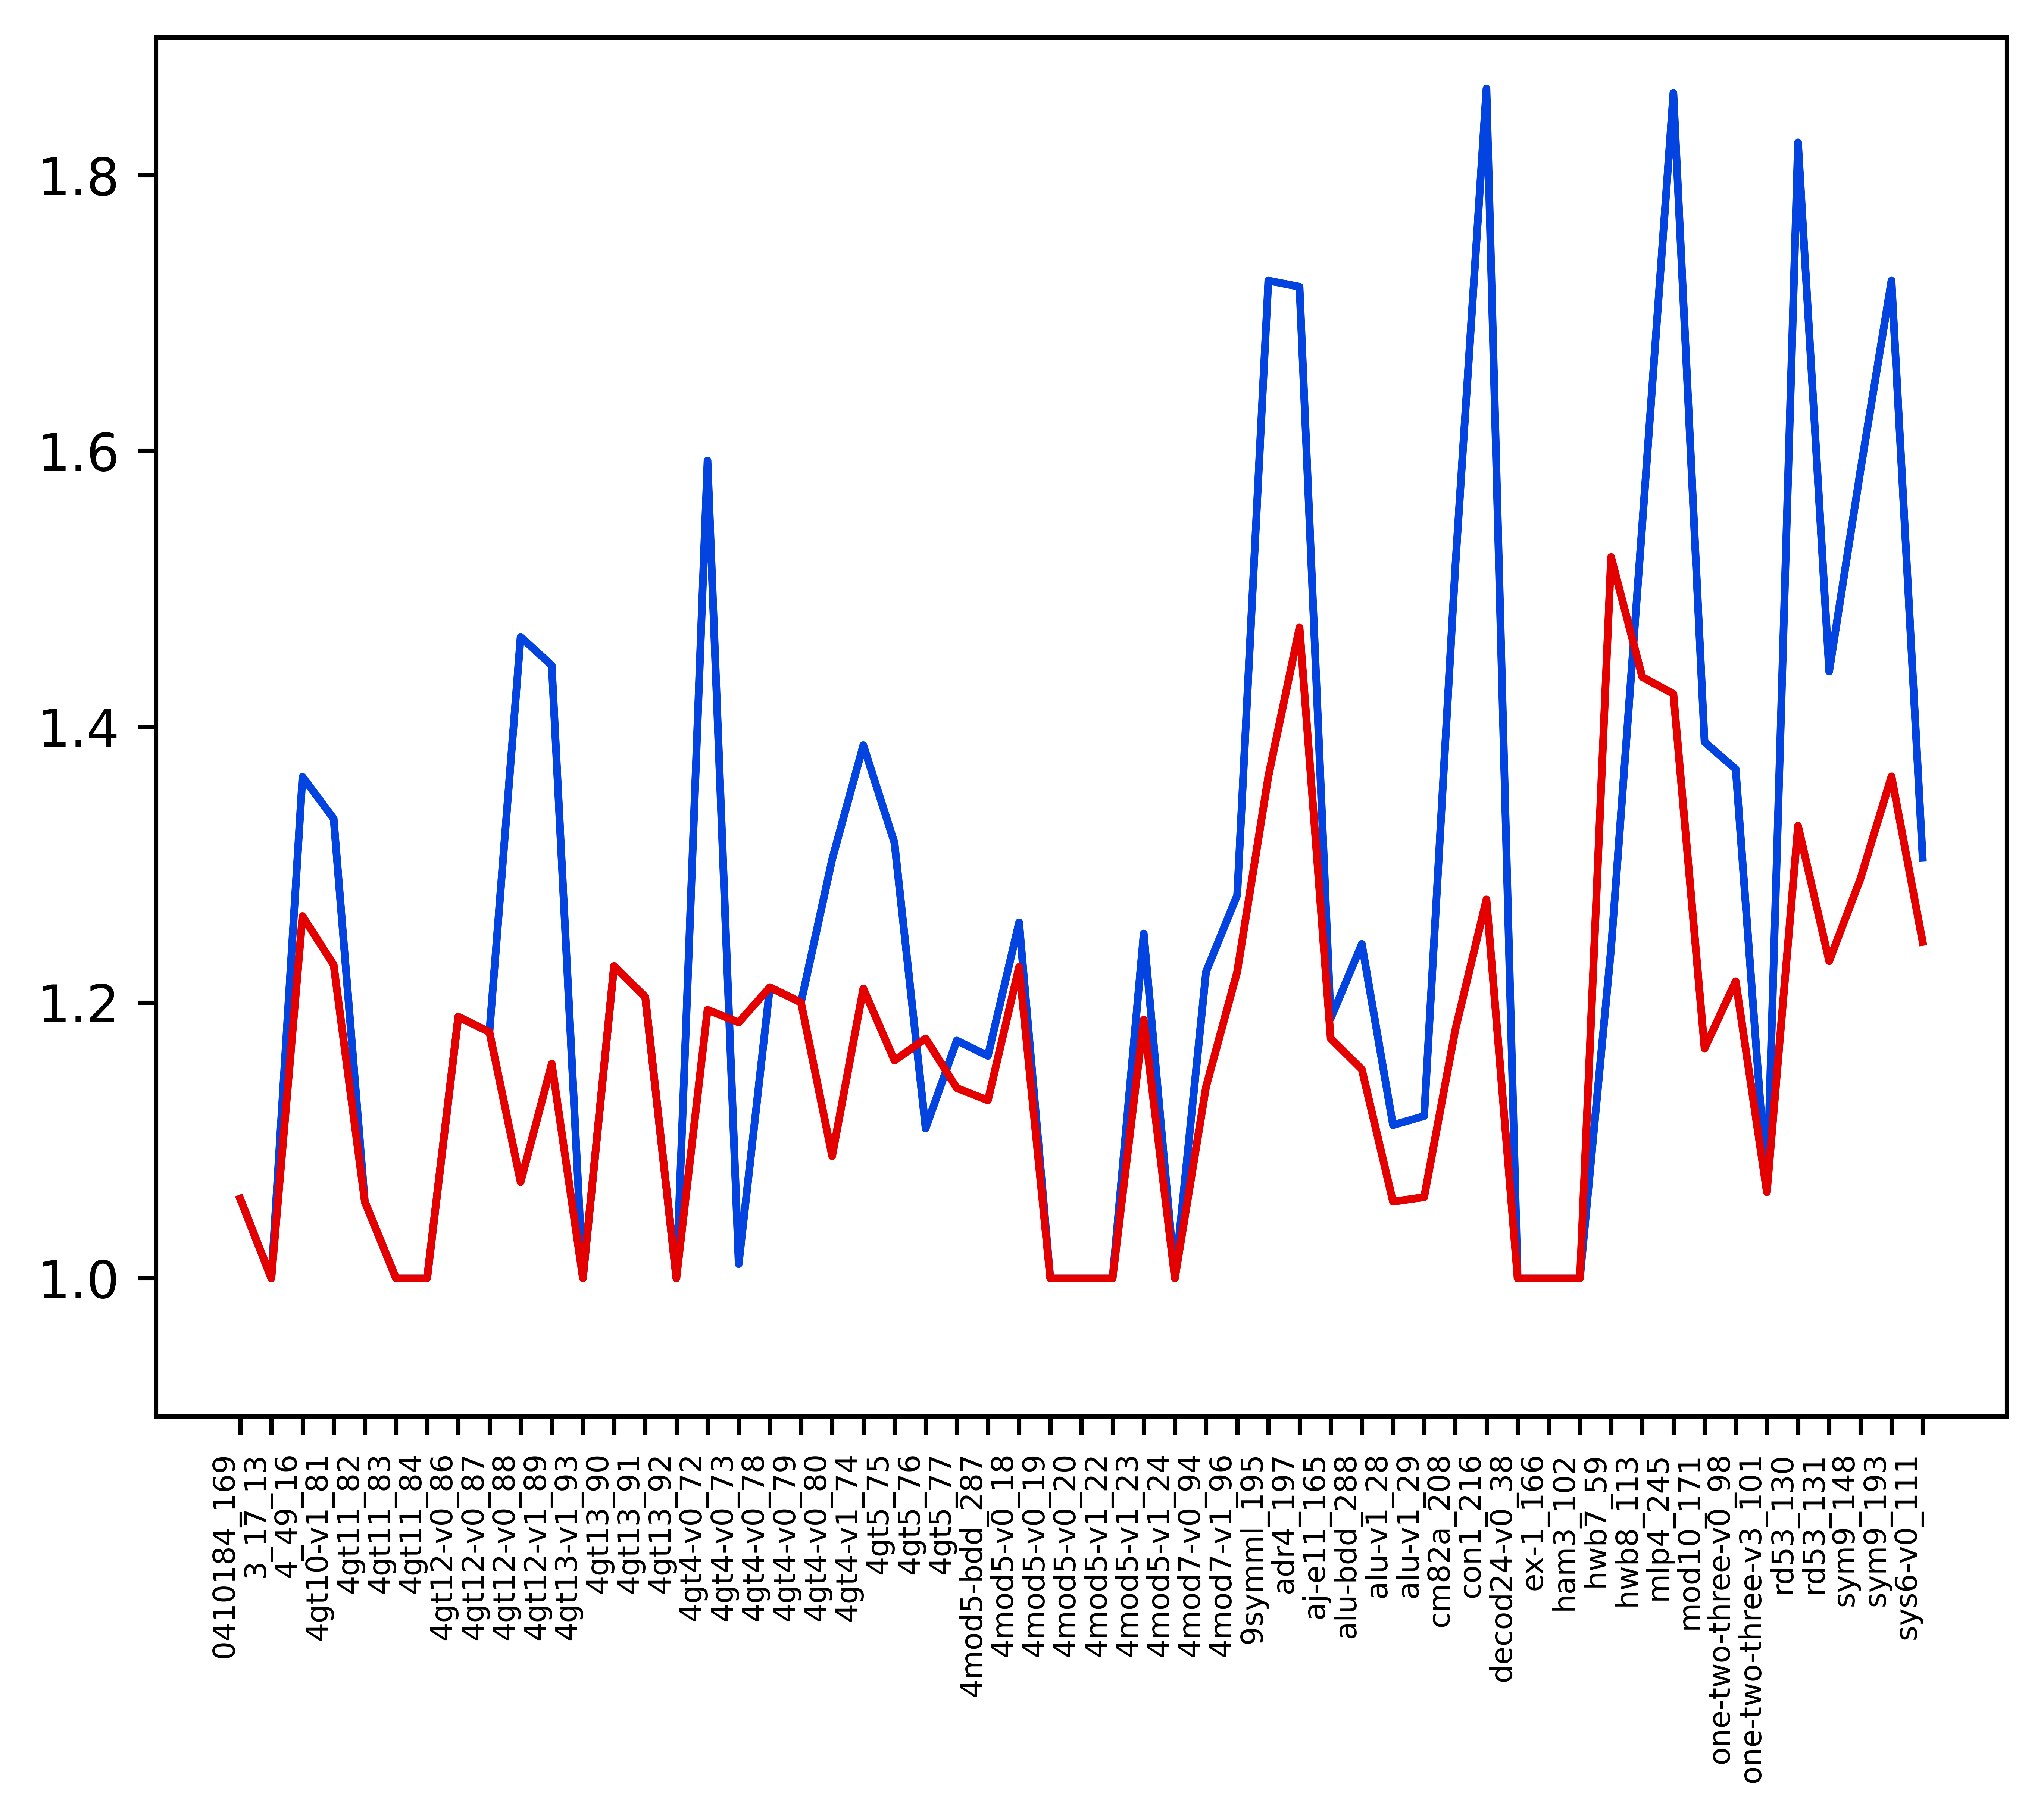 1.8
1.6
1.4
1.2
1.0
0410184_169
3_17_13
4_49_16
4gt10-v1_81
4gt11_82
4gt11_83
4gt11_84
4gt12-v0_86
4gt12-v0_87
4gt12-v0_88
4gt12-v1_89
4gt13-v1_93
4gt13_90
4gt13_91
4gt13_92
4gt4-v0_72
4gt4-v0_73
4gt4-v0_78
4gt4-v0_79
4gt4-v0_80
4gt4-v1_74
4gt5_75
4gt5_76
4gt5_77
4mod5-bdd_287
4mod5-v0_18
4mod5-v0_19
4mod5-v0_20
4mod5-v1_22
4mod5-v1_23
4mod5-v1_24
4mod7-v0_94
4mod7-v1_96
9symml_195
adr4_197
aj-e11_165
alu-bdd_288
alu-v1_28
alu-v1_29
cm82a_208
con1_216
decod24-v0_38
ex-1_166
ham3_102
hwb7_59
hwb8_113
mlp4_245
mod10_171
one-two-three-v0_98
one-two-three-v3_101
rd53_130
rd53_131
sym9_148
sym9_193
sys6-v0_111